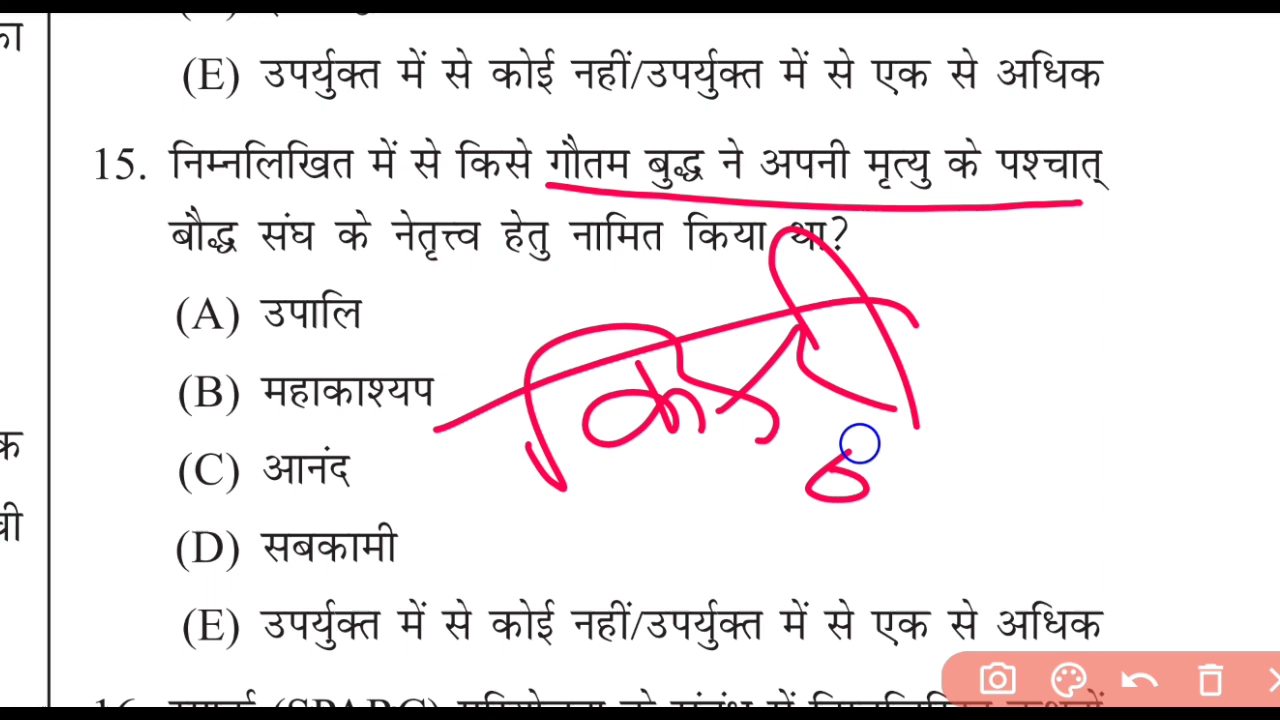 (E) उपर्युक्त में से कोई नहीं/उपर्युक्त में से एक से अधिक
15. निम्नलिखित में से किसे गौतम बुद्ध ने अपनी मृत्यु के पश्चात्
बौद्ध संघ के नेतृत्त्व हेतु नामित किया था?
(A) उपालि
(B) महाकाश्यप
(C) आनंद
(D) सबकामी
(E) उपर्युक्त में से कोई नहीं/उपर्युक्त में से एक से अधिक